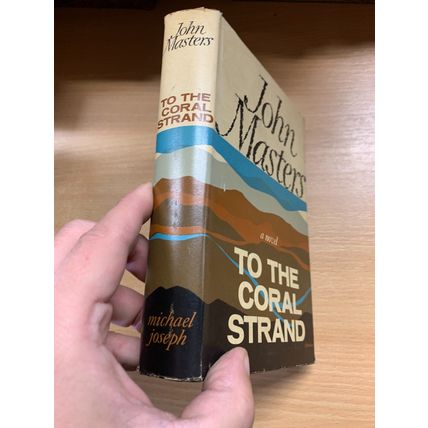 John
Masters
TO THE
CORAL
STRAND
michael
joseph
John
Masters
a novel
TO THE
CORAL
STRAND